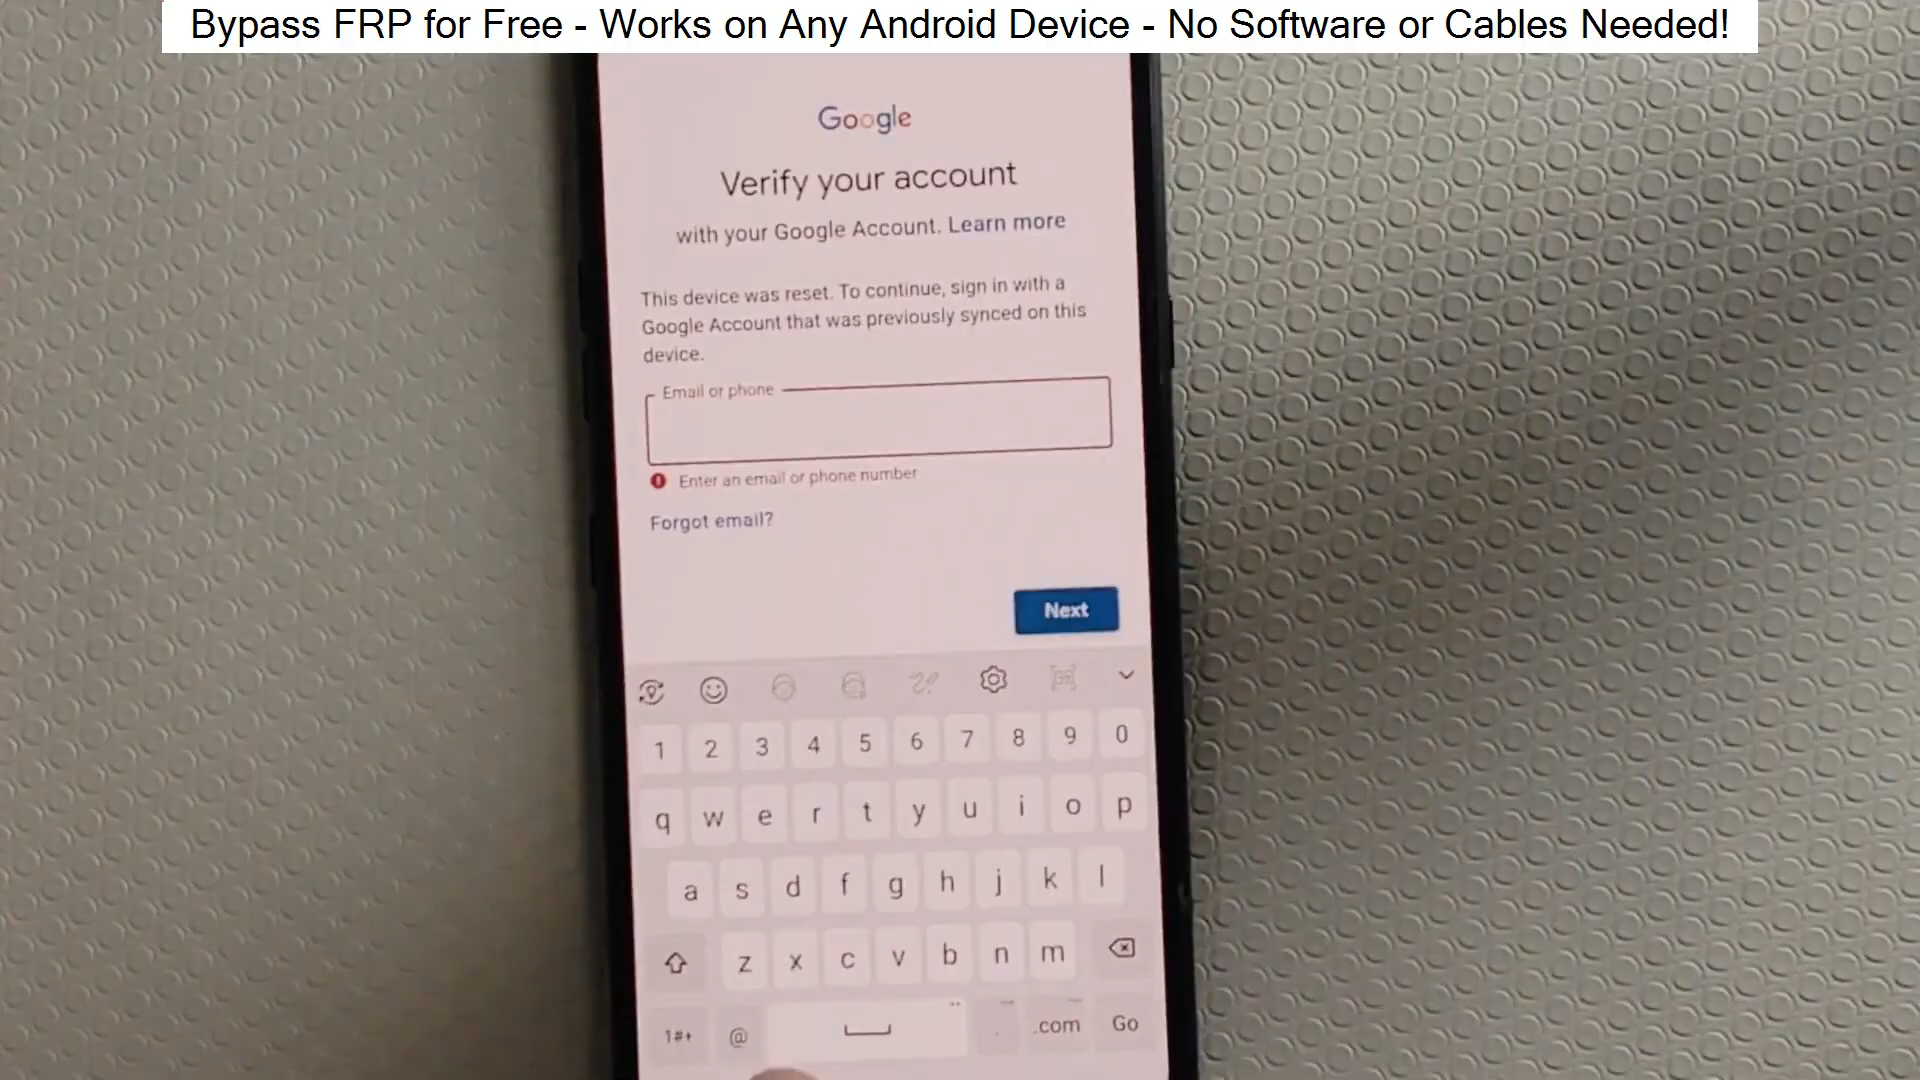 Bypass FRP for Free - Works on Any Android Device - No Software or Cables Needed!
Google
Verify your account
with your Google Account. Learn more
This device was reset. To continue, sign in with a
Google Account that was previously synced on this
device.
Email or phone
Enter an email or phone number
Forgot email?
Next
1 2 3 4 5 6 7 8 9 0
q w e r t y u i o p
a s d f g h j k l
z x c v b n m
1#+ @ . .com Go